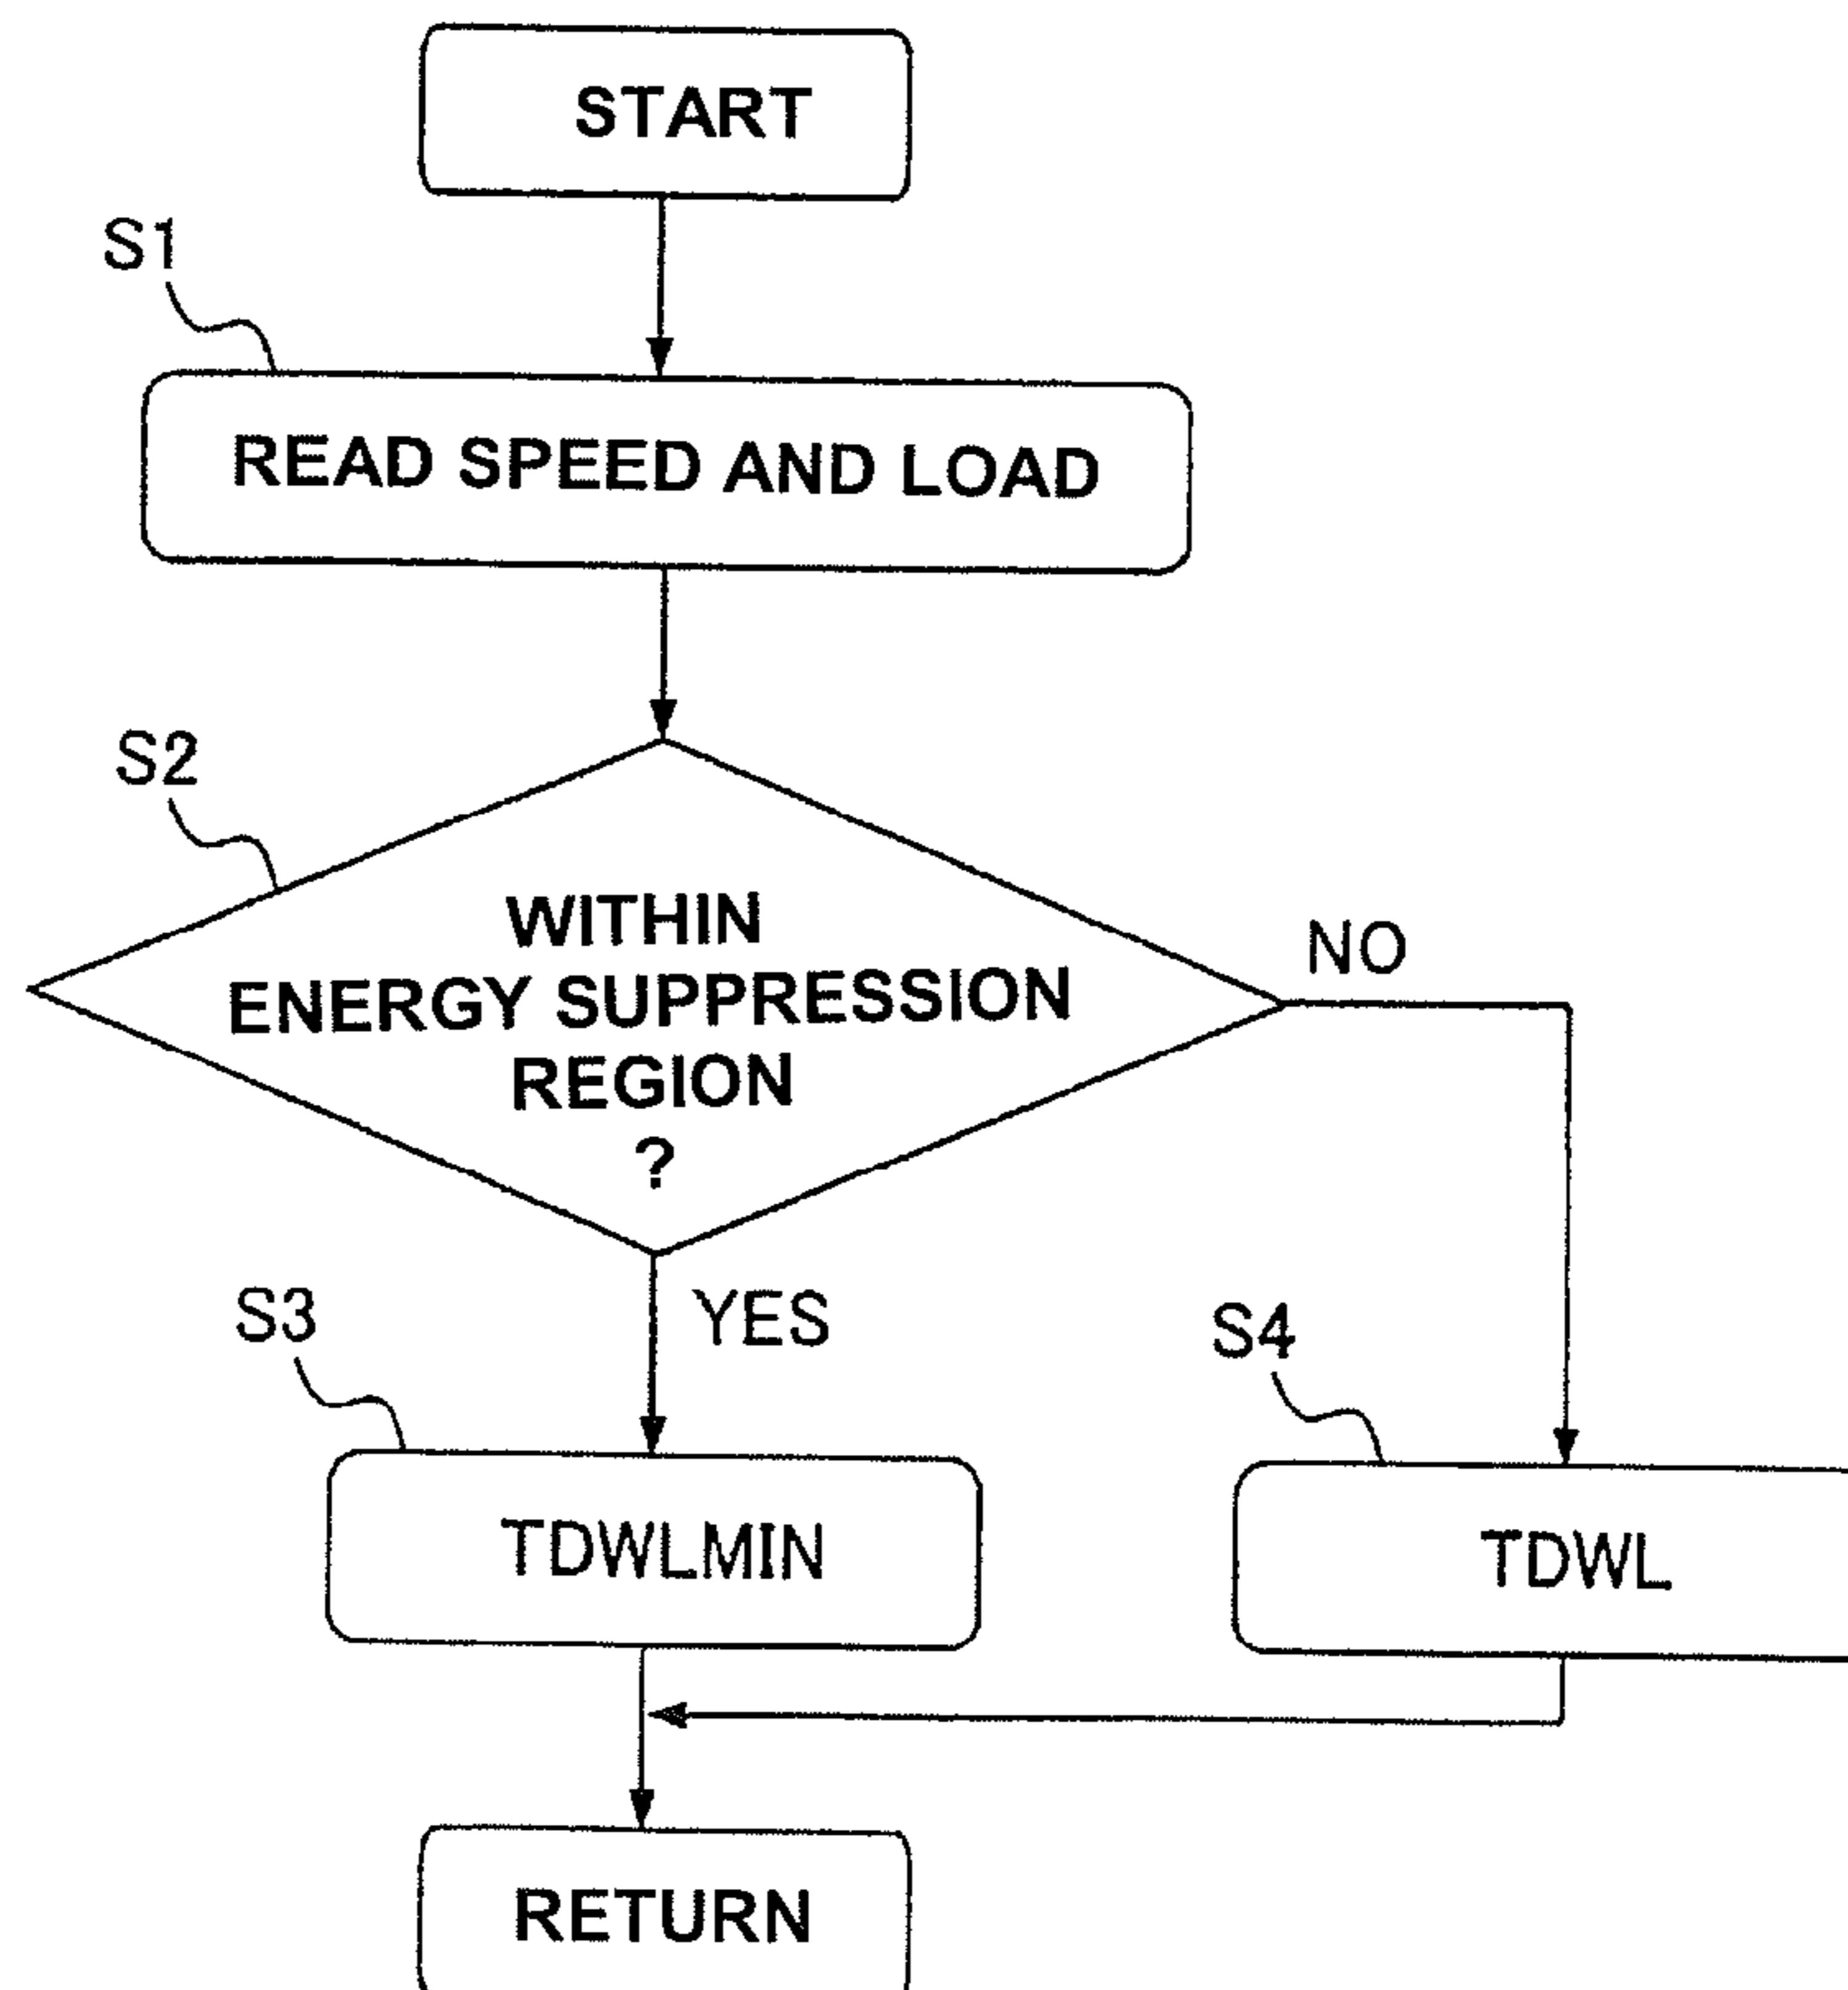 START
S1
READ SPEED AND LOAD
S2
WITHIN
ENERGY SUPPRESSION
REGION
?
NO
YES
S3
S4
TDWLMIN
TDWL
RETURN